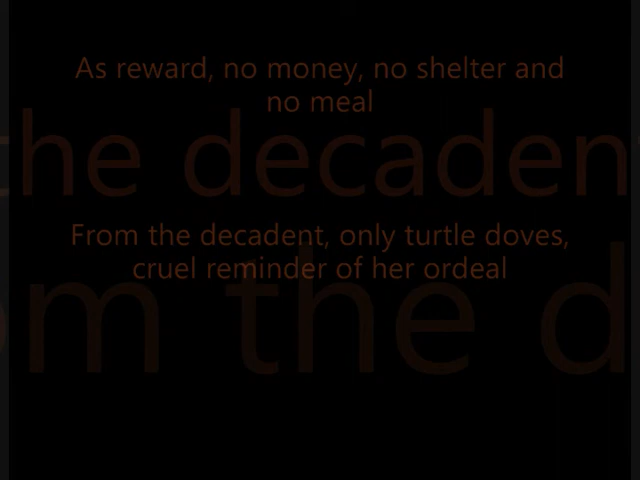 As reward, no money, no shelter and
no meal
the decaden
From the decadent, only turtle doves,
cruel reminder of her ordeal
om the d